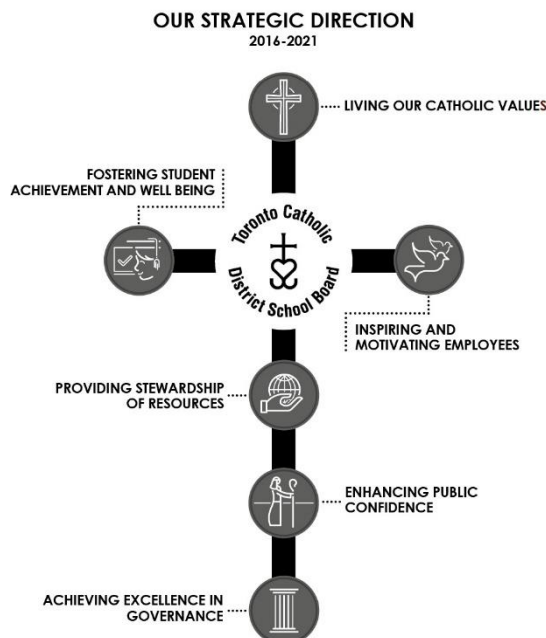 OUR STRATEGIC DIRECTION
2016-2021
LIVING OUR CATHOLIC VALUES
FOSTERING STUDENT
ACHIEVEMENT AND WELL BEING
Toronto Catholic
District School Board
INSPIRING AND
MOTIVATING EMPLOYEES
PROVIDING STEWARDSHIP
OF RESOURCES
ENHANCING PUBLIC
CONFIDENCE
ACHIEVING EXCELLENCE IN
GOVERNANCE